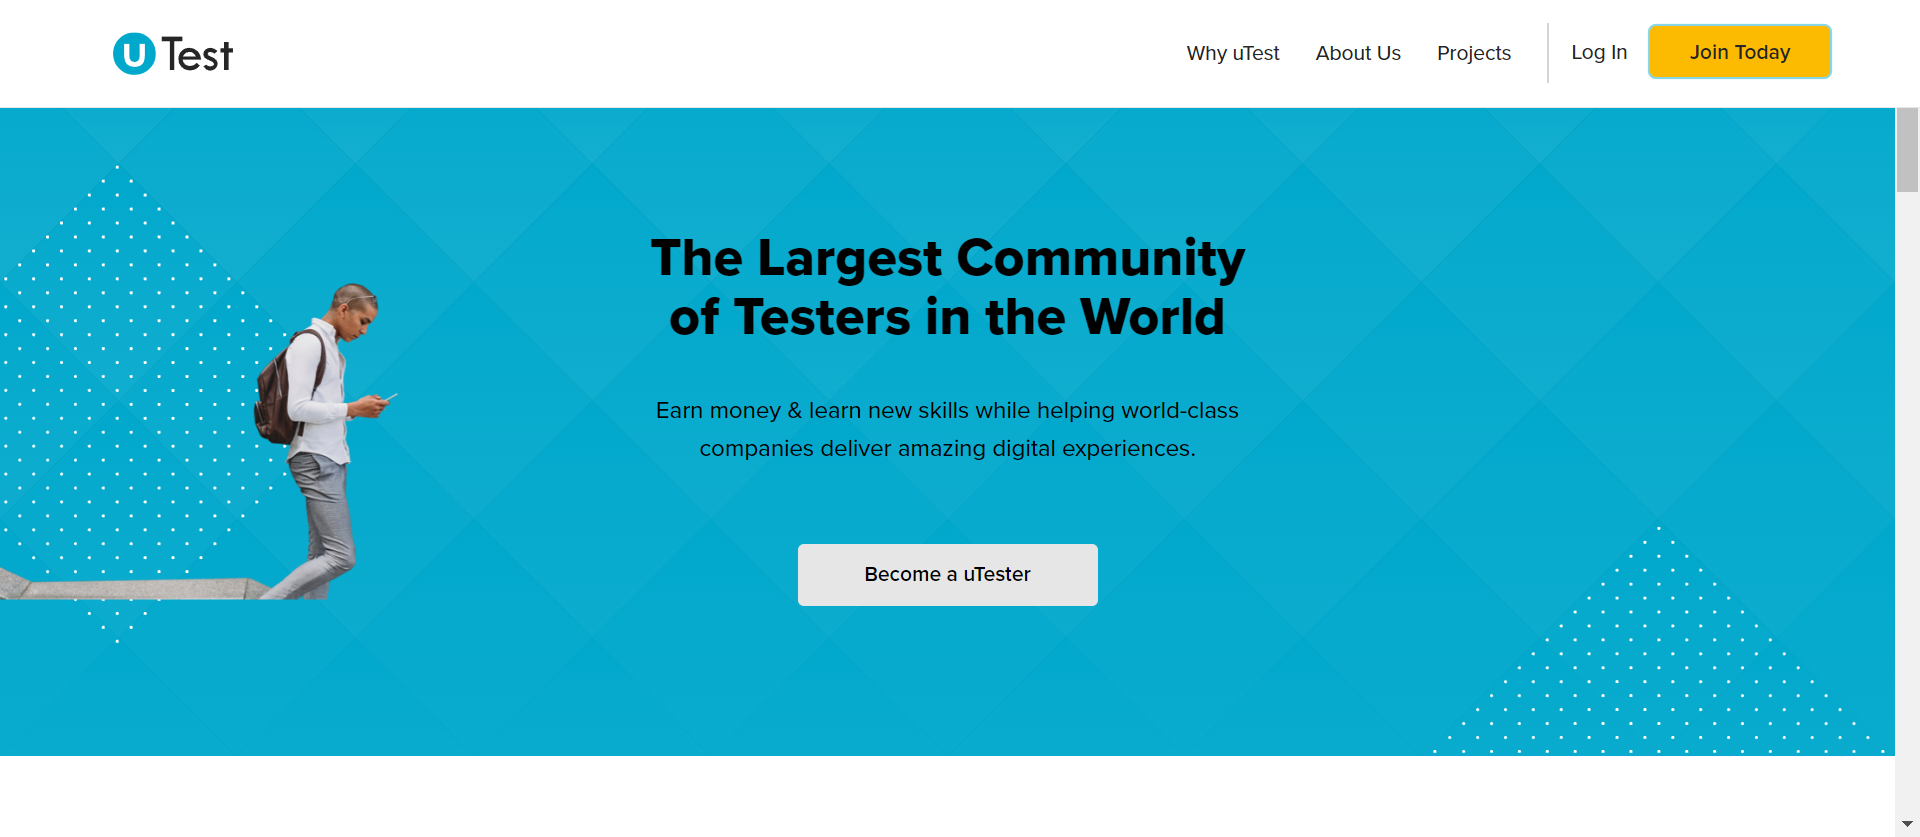 uTest
Why uTest
About Us
Projects
Log In
Join Today
The Largest Community
of Testers in the World
Earn money & learn new skills while helping world-class
companies deliver amazing digital experiences.
Become a uTester